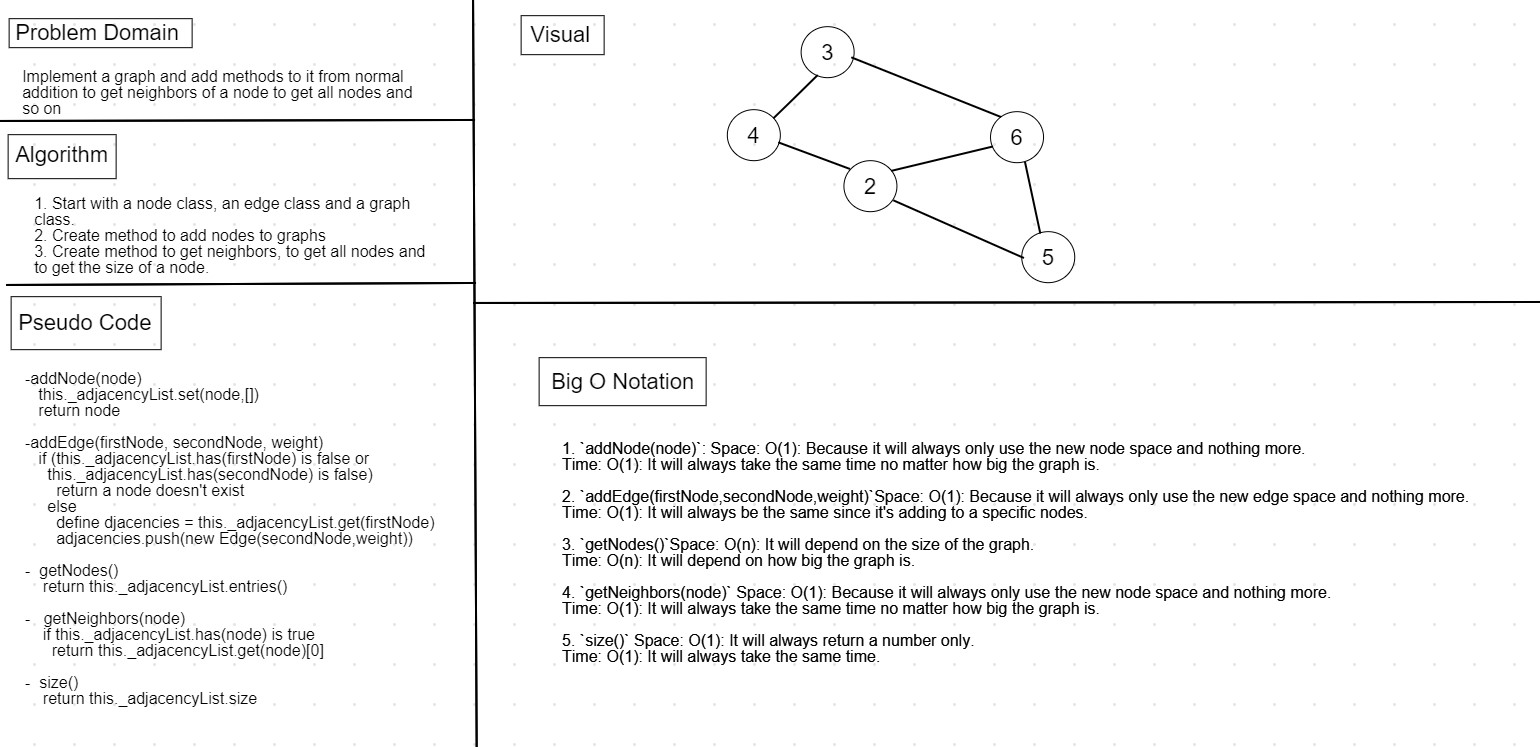 Problem Domain
Implement a graph and add methods to it from normal
addition to get neighbors of a node to get all nodes and
so on
Algorithm
1. Start with a node class, an edge class and a graph
class.
2. Create method to add nodes to graphs
3. Create method to get neighbors, to get all nodes and
to get the size of a node.
Pseudo Code
-addNode(node)
this._adjacencyList.set(node,[])
return node
-addEdge(firstNode, secondNode, weight)
if (this._adjacencyList.has(firstNode) is false or
this._adjacencyList.has(secondNode) is false)
return a node doesn't exist
else
define djacencies = this._adjacencyList.get(firstNode)
adjacencies.push(new Edge(secondNode,weight))
- getNodes()
return this._adjacencyList.entries()
- getNeighbors(node)
if this._adjacencyList.has(node) is true
return this._adjacencyList.get(node)[0]
- size()
return this._adjacencyList.size
Visual
3
4
6
2
5
Big O Notation
1. `addNode(node)`: Space: O(1): Because it will always only use the new node space and nothing more.
Time: O(1): It will always take the same time no matter how big the graph is.
2. `addEdge(firstNode,secondNode,weight)`Space: O(1): Because it will always only use the new edge space and nothing more.
Time: O(1): It will always be the same since it's adding to a specific nodes.
3. `getNodes()`Space: O(n): It will depend on the size of the graph.
Time: O(n): It will depend on how big the graph is.
4. `getNeighbors(node)` Space: O(1): Because it will always only use the new node space and nothing more.
Time: O(1): It will always take the same time no matter how big the graph is.
5. `size()` Space: O(1): It will always return a number only.
Time: O(1): It will always take the same time.